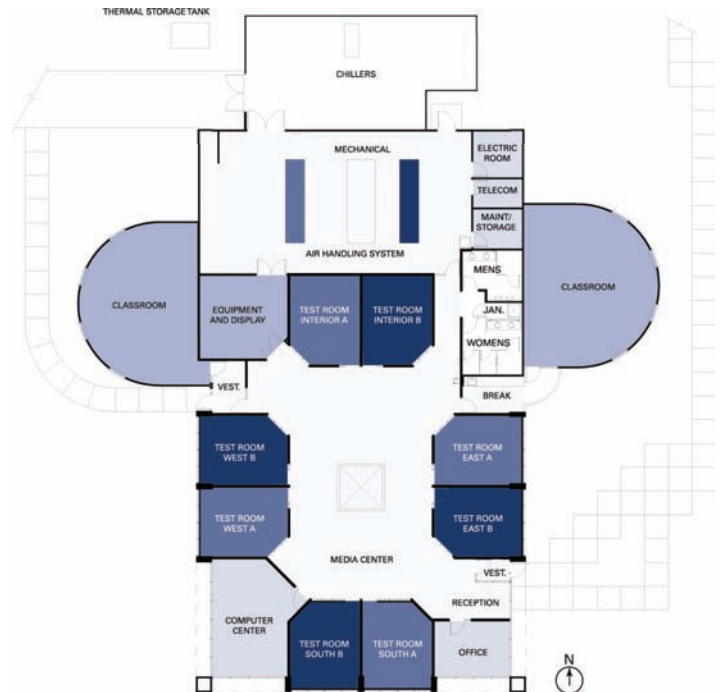 THERMAL STORAGE TANK
CHILLERS
MECHANICAL
ELECTRIC
ROOM
TELECOM
MAINT/
STORAGE
AIR HANDLING SYSTEM
MENS
CLASSROOM
EQUIPMENT
AND DISPLAY
TEST ROOM
INTERIOR A
TEST ROOM
INTERIOR B
CLASSROOM
JAN.
WOMENS
VEST.
BREAK
TEST ROOM
WEST B
TEST ROOM
EAST A
TEST ROOM
WEST A
TEST ROOM
EAST B
MEDIA CENTER
VEST.
RECEPTION
COMPUTER
CENTER
TEST ROOM
SOUTH B
TEST ROOM
SOUTH A
OFFICE
N